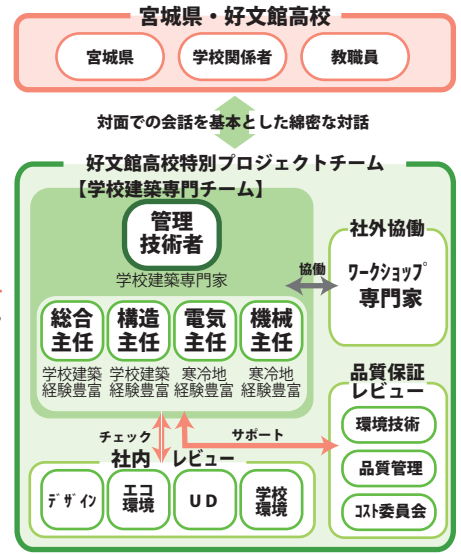 宮城県・好文館高校
宮城県
学校関係者
教職員
対面での会話を基本とした綿密な対話
好文館高校特別プロジェクトチーム
【学校建築専門チーム】
管理
技術者
学校建築専門家
総合
主任
学校建築
経験豊富
構造
主任
学校建築
経験豊富
電気
主任
寒冷地
経験豊富
機械
主任
寒冷地
経験豊富
協働
社外協働
ﾜｰｸｼｮｯﾌﾟ
専門家
チェック
サポート
社内 レビュー
ﾃﾞｻﾞｲﾝ
エコ
環境
UD
学校
環境
品質保証
レビュー
環境技術
品質管理
ｺｽﾄ委員会